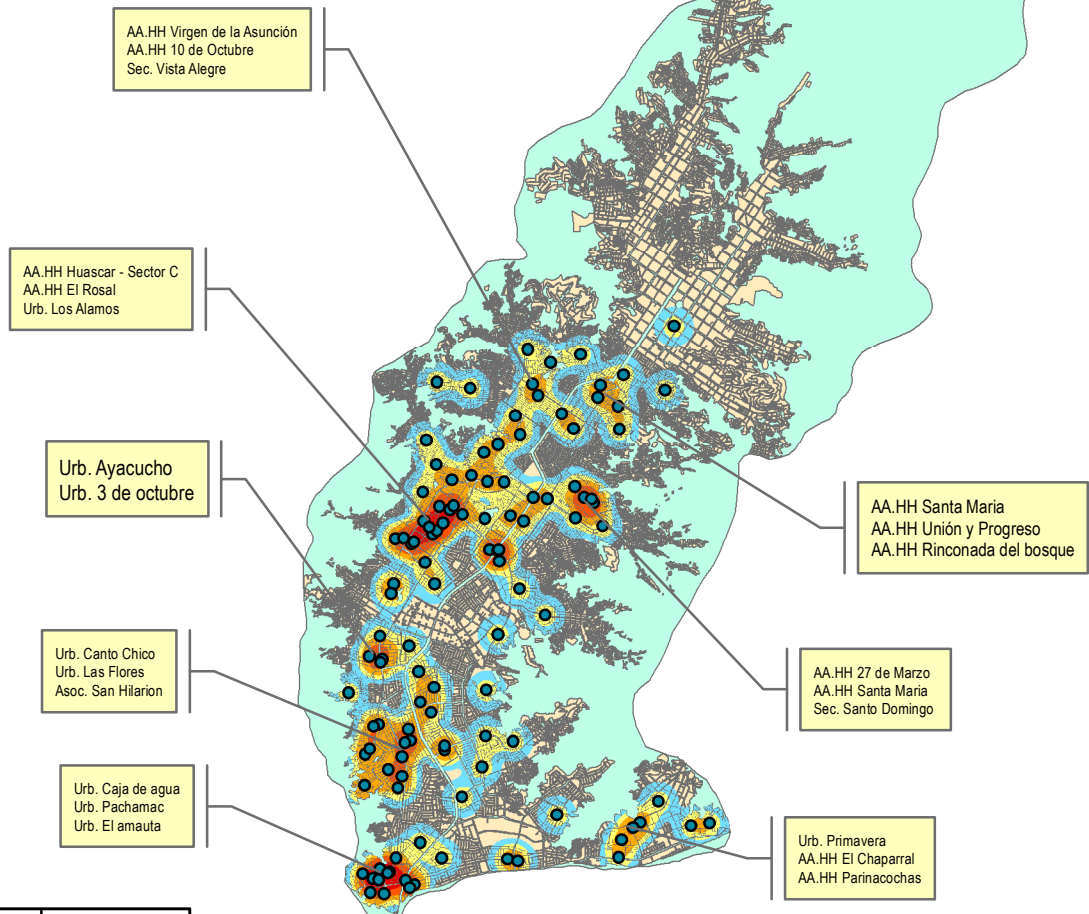 AA.HH Virgen de la Asunción
AA.HH 10 de Octubre
Sec. Vista Alegre
AA.HH Huascar - Sector C
AA.HH El Rosal
Urb. Los Alamos
Urb. Ayacucho
Urb. 3 de octubre
AA.HH Santa Maria
AA.HH Unión y Progreso
AA.HH Rinconada del bosque
Urb. Canto Chico
Urb. Las Flores
Asoc. San Hilarion
AA.HH 27 de Marzo
AA.HH Santa Maria
Sec. Santo Domingo
Urb. Caja de agua
Urb. Pachamac
Urb. El amauta
Urb. Primavera
AA.HH El Chaparral
AA.HH Parinacochas